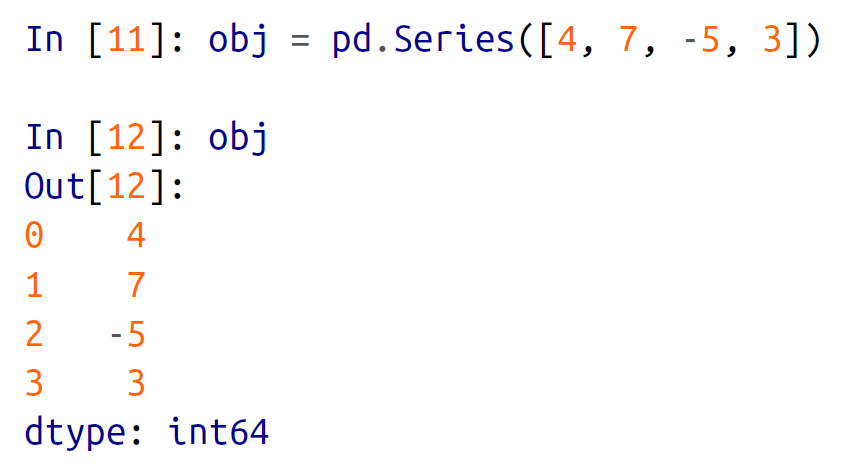 In [11]: obj = pd.Series([4, 7, -5, 3])
In [12]: obj
Out[12]:
0    4
1    7
2   -5
3    3
dtype: int64